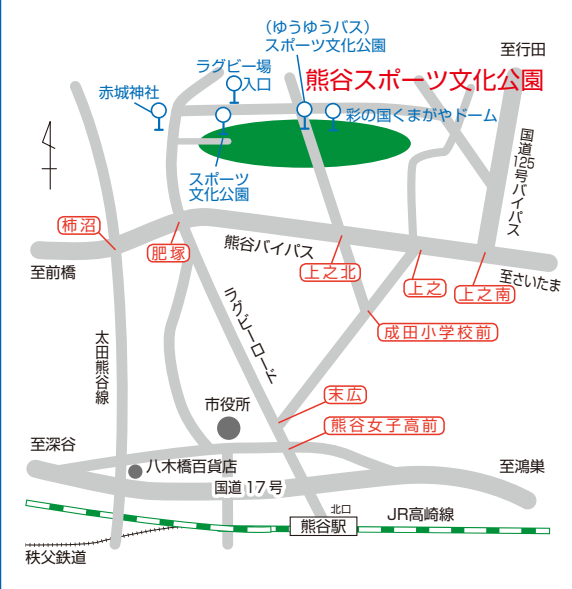 (ゆうゆうバス)
スポーツ文化公園
至行田
ラグビー場
入口
熊谷スポーツ文化公園
赤城神社
彩の国くまがやドーム
国道125号バイパス
スポーツ
文化公園
柿沼
肥塚
熊谷バイパス
上之北
上之
上之南
至さいたま
至前橋
ラグビーロード
成田小学校前
太田熊谷線
末広
市役所
熊谷女子高前
至深谷
八木橋百貨店
至鴻巣
国道17号
北口
熊谷駅
JR高崎線
秩父鉄道